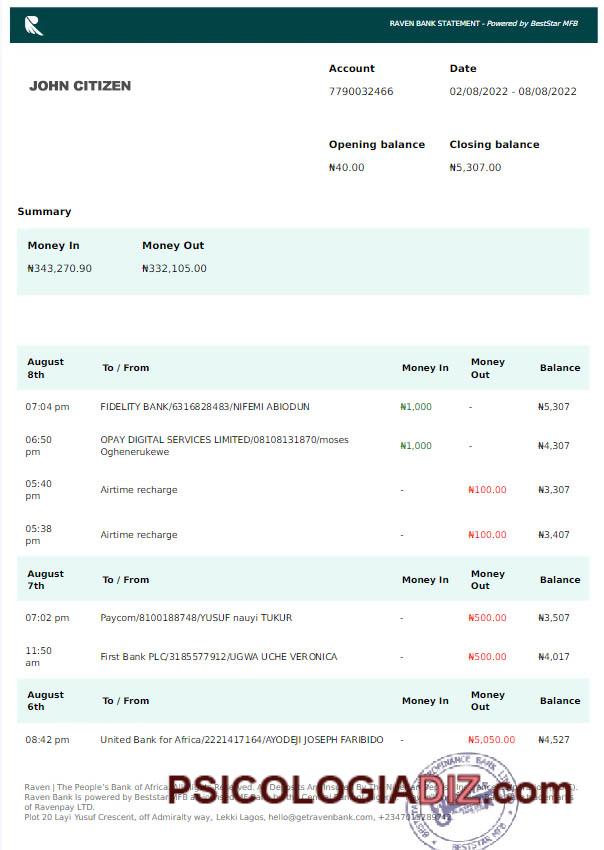 RAVEN BANK STATEMENT - Powered by BestStar MFB
Account Date
JOHN CITIZEN
7790032466 02/08/2022 - 08/08/2022
Opening balance Closing balance
₦40.00 ₦5,307.00
Summary
Money In Money Out
₦343,270.90 ₦332,105.00
August 8th To / From Money In Money Out Balance
07:04 pm FIDELITY BANK/6316828483/NIFEMI ABIODUN ₦1,000 - ₦5,307
06:50 pm OPAY DIGITAL SERVICES LIMITED/08108131870/moses Oghenerukewe ₦1,000 - ₦4,307
05:40 pm Airtime recharge - ₦100.00 ₦3,307
05:38 pm Airtime recharge - ₦100.00 ₦3,407
August 7th To / From Money In Money Out Balance
07:02 pm Paycom/8100188748/YUSUF nauyi TUKUR - ₦500.00 ₦3,507
11:50 am First Bank PLC/3185577912/UGWA UCHE VERONICA - ₦500.00 ₦4,017
August 6th To / From Money In Money Out Balance
08:42 pm United Bank for Africa/2221417164/AYODEJI JOSEPH FARIBIDO - ₦5,050.00 ₦4,527
PSICOLOGIADIZ.com
Raven | The People's Bank of Africa. All Rights Reserved. All Deposits Are Insured By The
Raven Bank Is powered by Beststar MFB
of Ravenpay LTD.
Plot 20 Layi Yusuf Crescent, off Admiralty way, Lekki Lagos, hello@getravenbank.com,